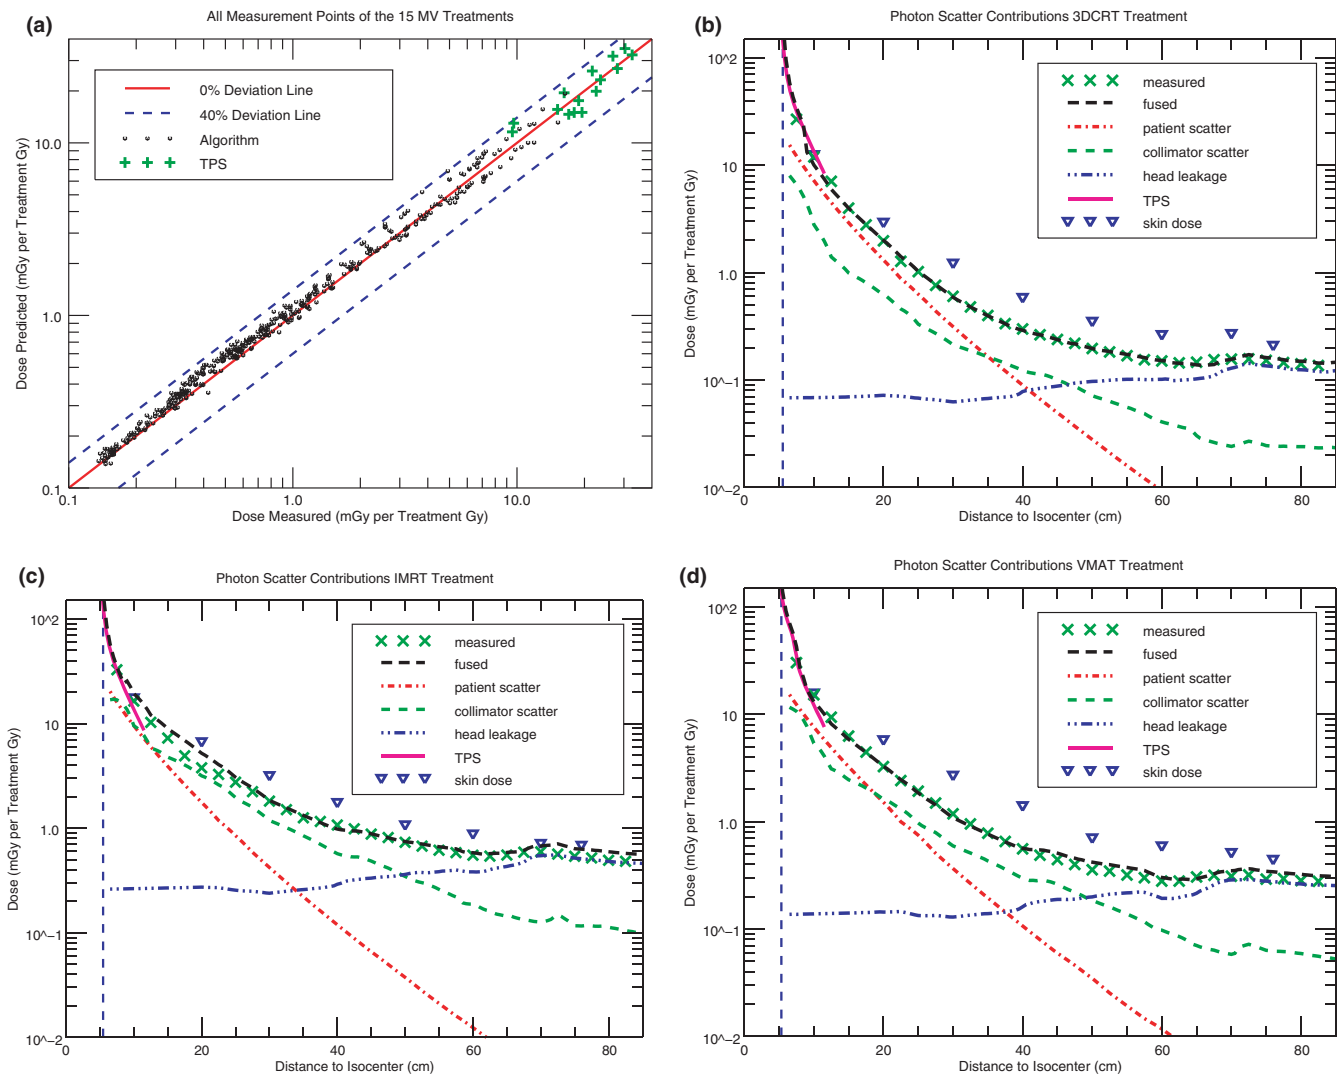 (a)
All Measurement Points of the 15 MV Treatments
Dose Predicted (mGy per Treatment Gy)
10.0
1.0
0.1
0.1
1.0
10.0
Dose Measured (mGy per Treatment Gy)
0% Deviation Line
40% Deviation Line
Algorithm
TPS
(b)
Photon Scatter Contributions 3DCRT Treatment
Dose (mGy per Treatment Gy)
10^2
10
1.0
10^-1
10^-2
0
20
40
60
80
Distance to Isocenter (cm)
measured
fused
patient scatter
collimator scatter
head leakage
TPS
skin dose
(c)
Photon Scatter Contributions IMRT Treatment
Dose (mGy per Treatment Gy)
10^2
10
1.0
10^-1
10^-2
0
20
40
60
80
Distance to Isocenter (cm)
measured
fused
patient scatter
collimator scatter
head leakage
TPS
skin dose
(d)
Photon Scatter Contributions VMAT Treatment
Dose (mGy per Treatment Gy)
10^2
10
1.0
10^-1
10^-2
0
20
40
60
80
Distance to Isocenter (cm)
measured
fused
patient scatter
collimator scatter
head leakage
TPS
skin dose